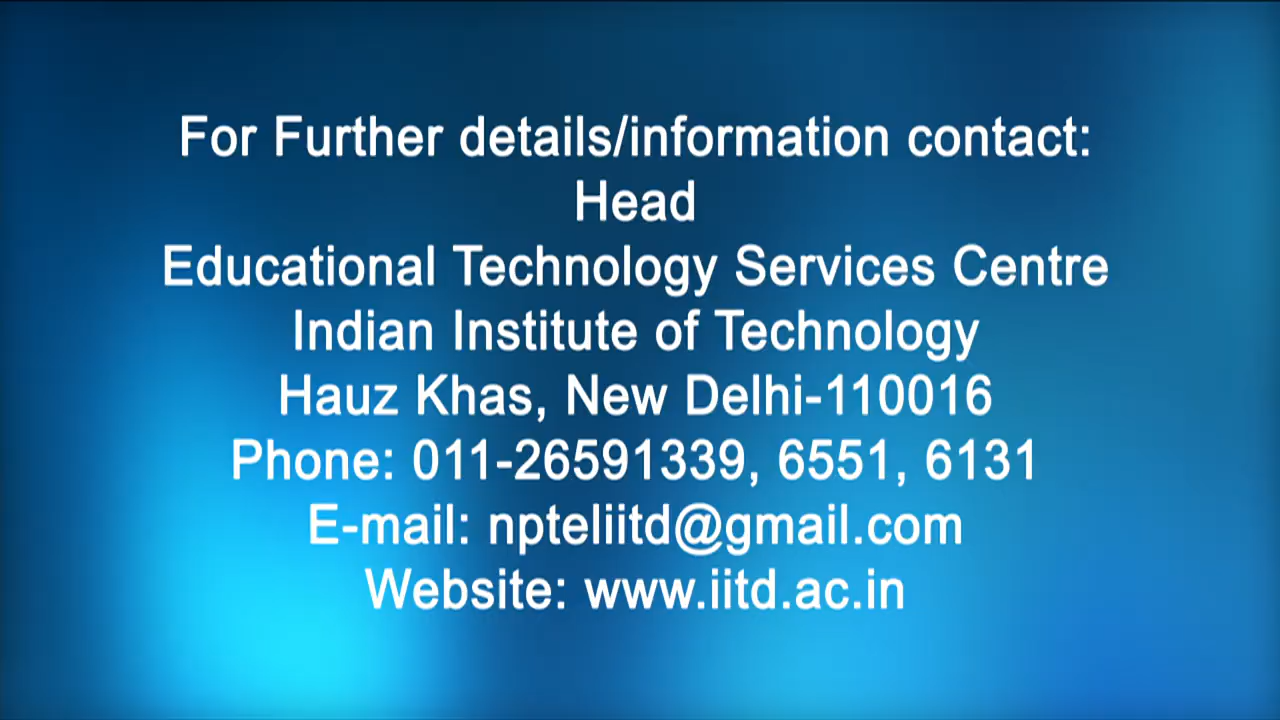 For Further details/information contact:
Head
Educational Technology Services Centre
Indian Institute of Technology
Hauz Khas, New Delhi-110016
Phone: 011-26591339, 6551, 6131
E-mail: npteliitd@gmail.com
Website: www.iitd.ac.in